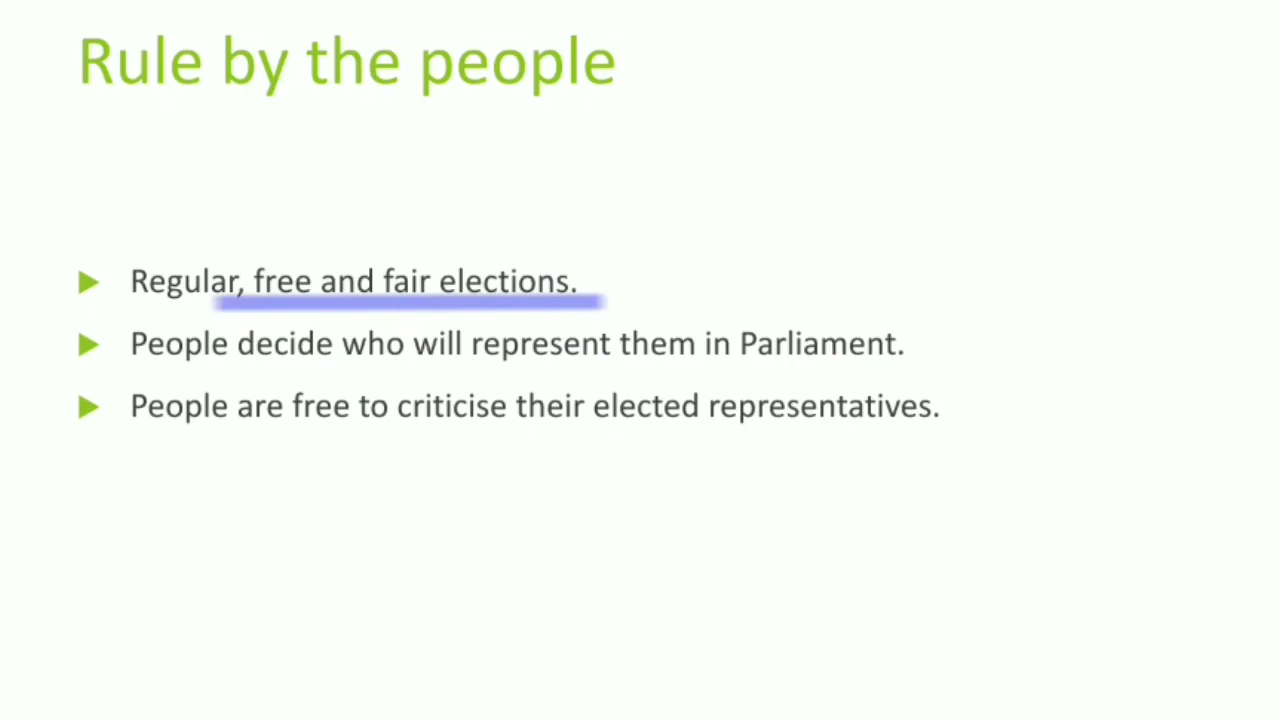 Rule by the people
Regular, free and fair elections.
People decide who will represent them in Parliament.
People are free to criticise their elected representatives.